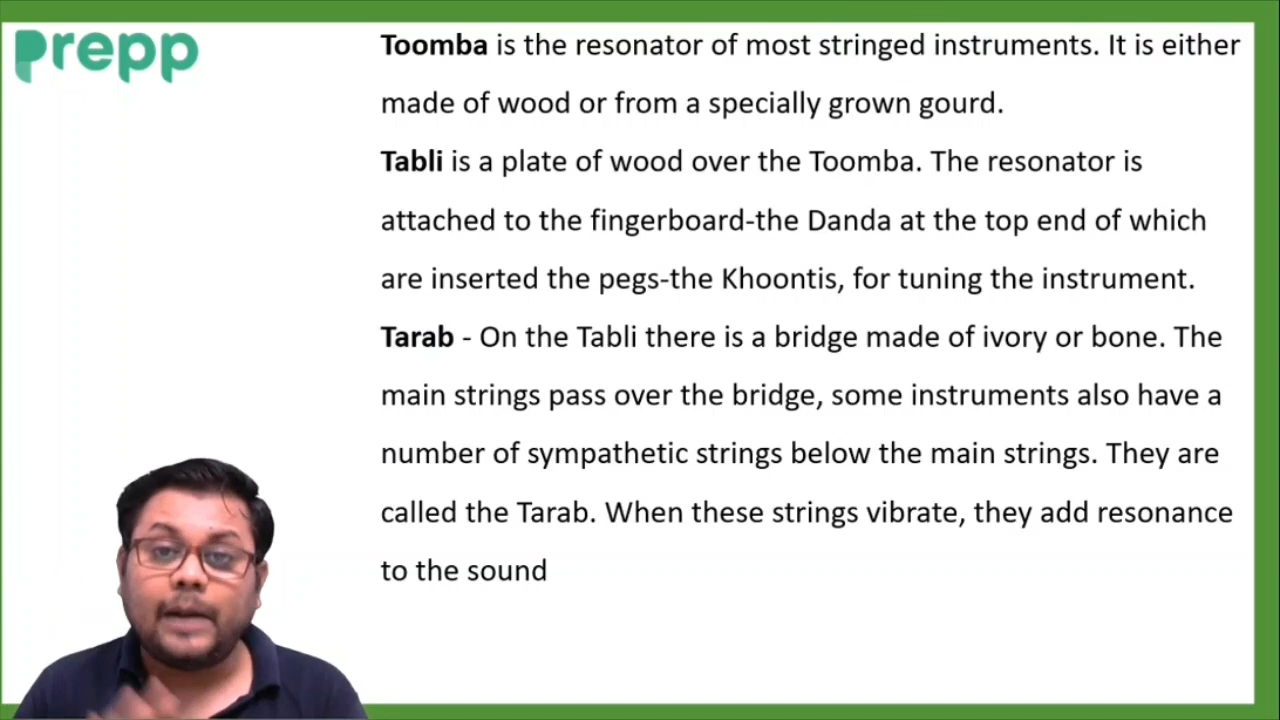 prepp
Toomba is the resonator of most stringed instruments. It is either
made of wood or from a specially grown gourd.
Tabli is a plate of wood over the Toomba. The resonator is
attached to the fingerboard-the Danda at the top end of which
are inserted the pegs-the Khoontis, for tuning the instrument.
Tarab - On the Tabli there is a bridge made of ivory or bone. The
main strings pass over the bridge, some instruments also have a
number of sympathetic strings below the main strings. They are
called the Tarab. When these strings vibrate, they add resonance
to the sound